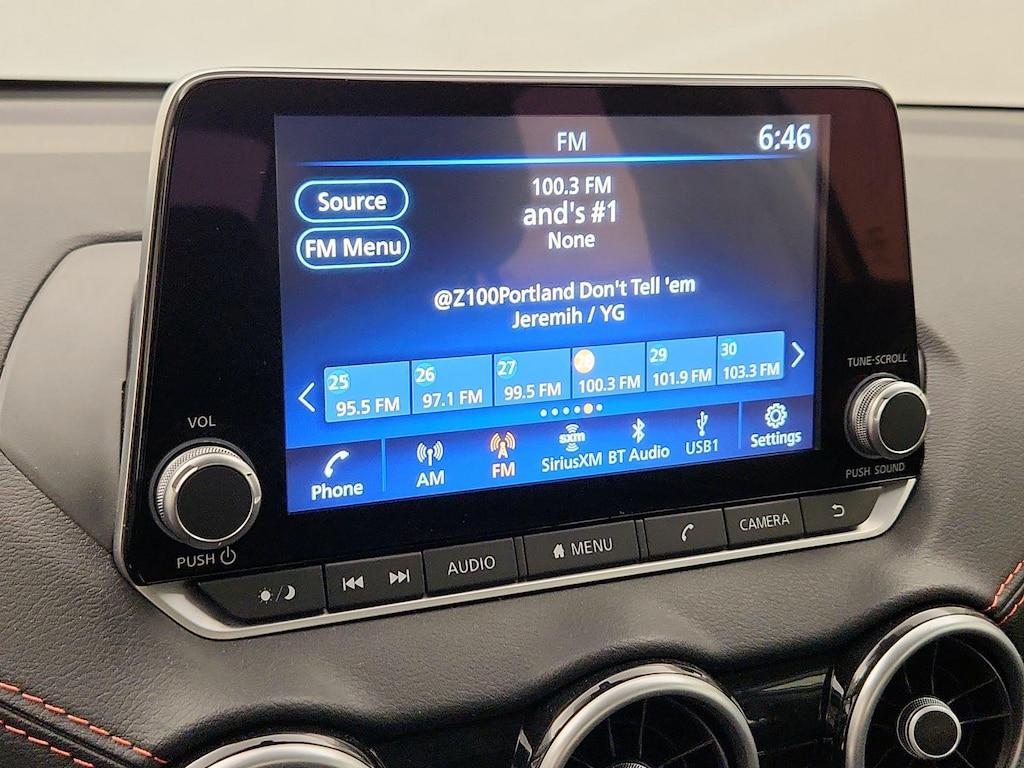 FM
6:46
Source
100.3 FM
and's #1
FM Menu
None
@Z100Portland Don't Tell 'em
Jeremih / YG
25
95.5 FM
26
97.1 FM
27
99.5 FM
28
100.3 FM
29
101.9 FM
30
103.3 FM
Phone
AM
FM
sxm
SiriusXM
BT Audio
USB1
Settings
VOL
PUSH
TUNE·SCROLL
PUSH SOUND
AUDIO
MENU
CAMERA